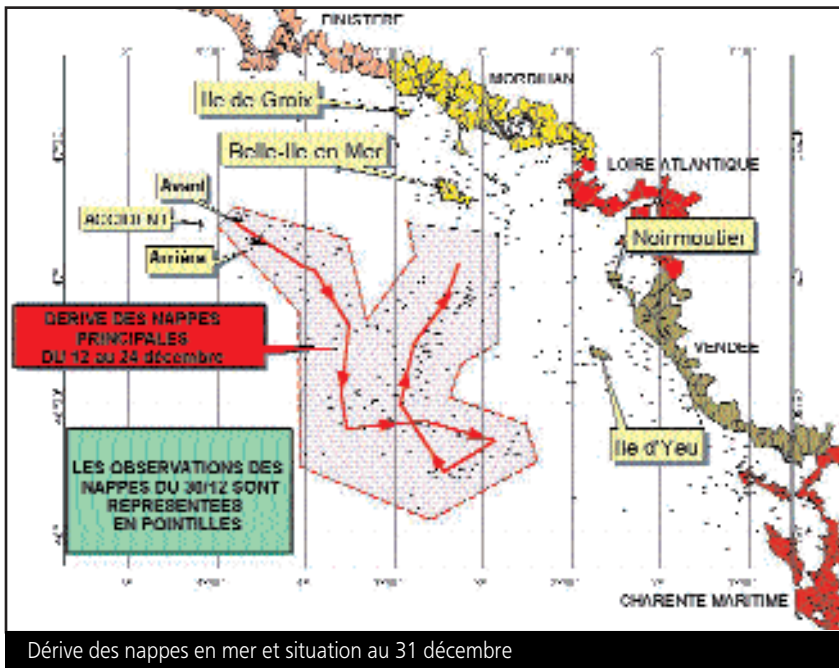 FINISTERE
MORBIHAN
Ile de Groix
Belle-Ile en Mer
LOIRE ATLANTIQUE
Avant
ACCIDENT
Arrière
Noirmoutier
DERIVE DES NAPPES
PRINCIPALES
DU 12 au 24 décembre
VENDEE
Ile d'Yeu
LES OBSERVATIONS DES
NAPPES DU 30/12 SONT
REPRESENTEES
EN POINTILLES
CHARENTE MARITIME
Dérive des nappes en mer et situation au 31 décembre